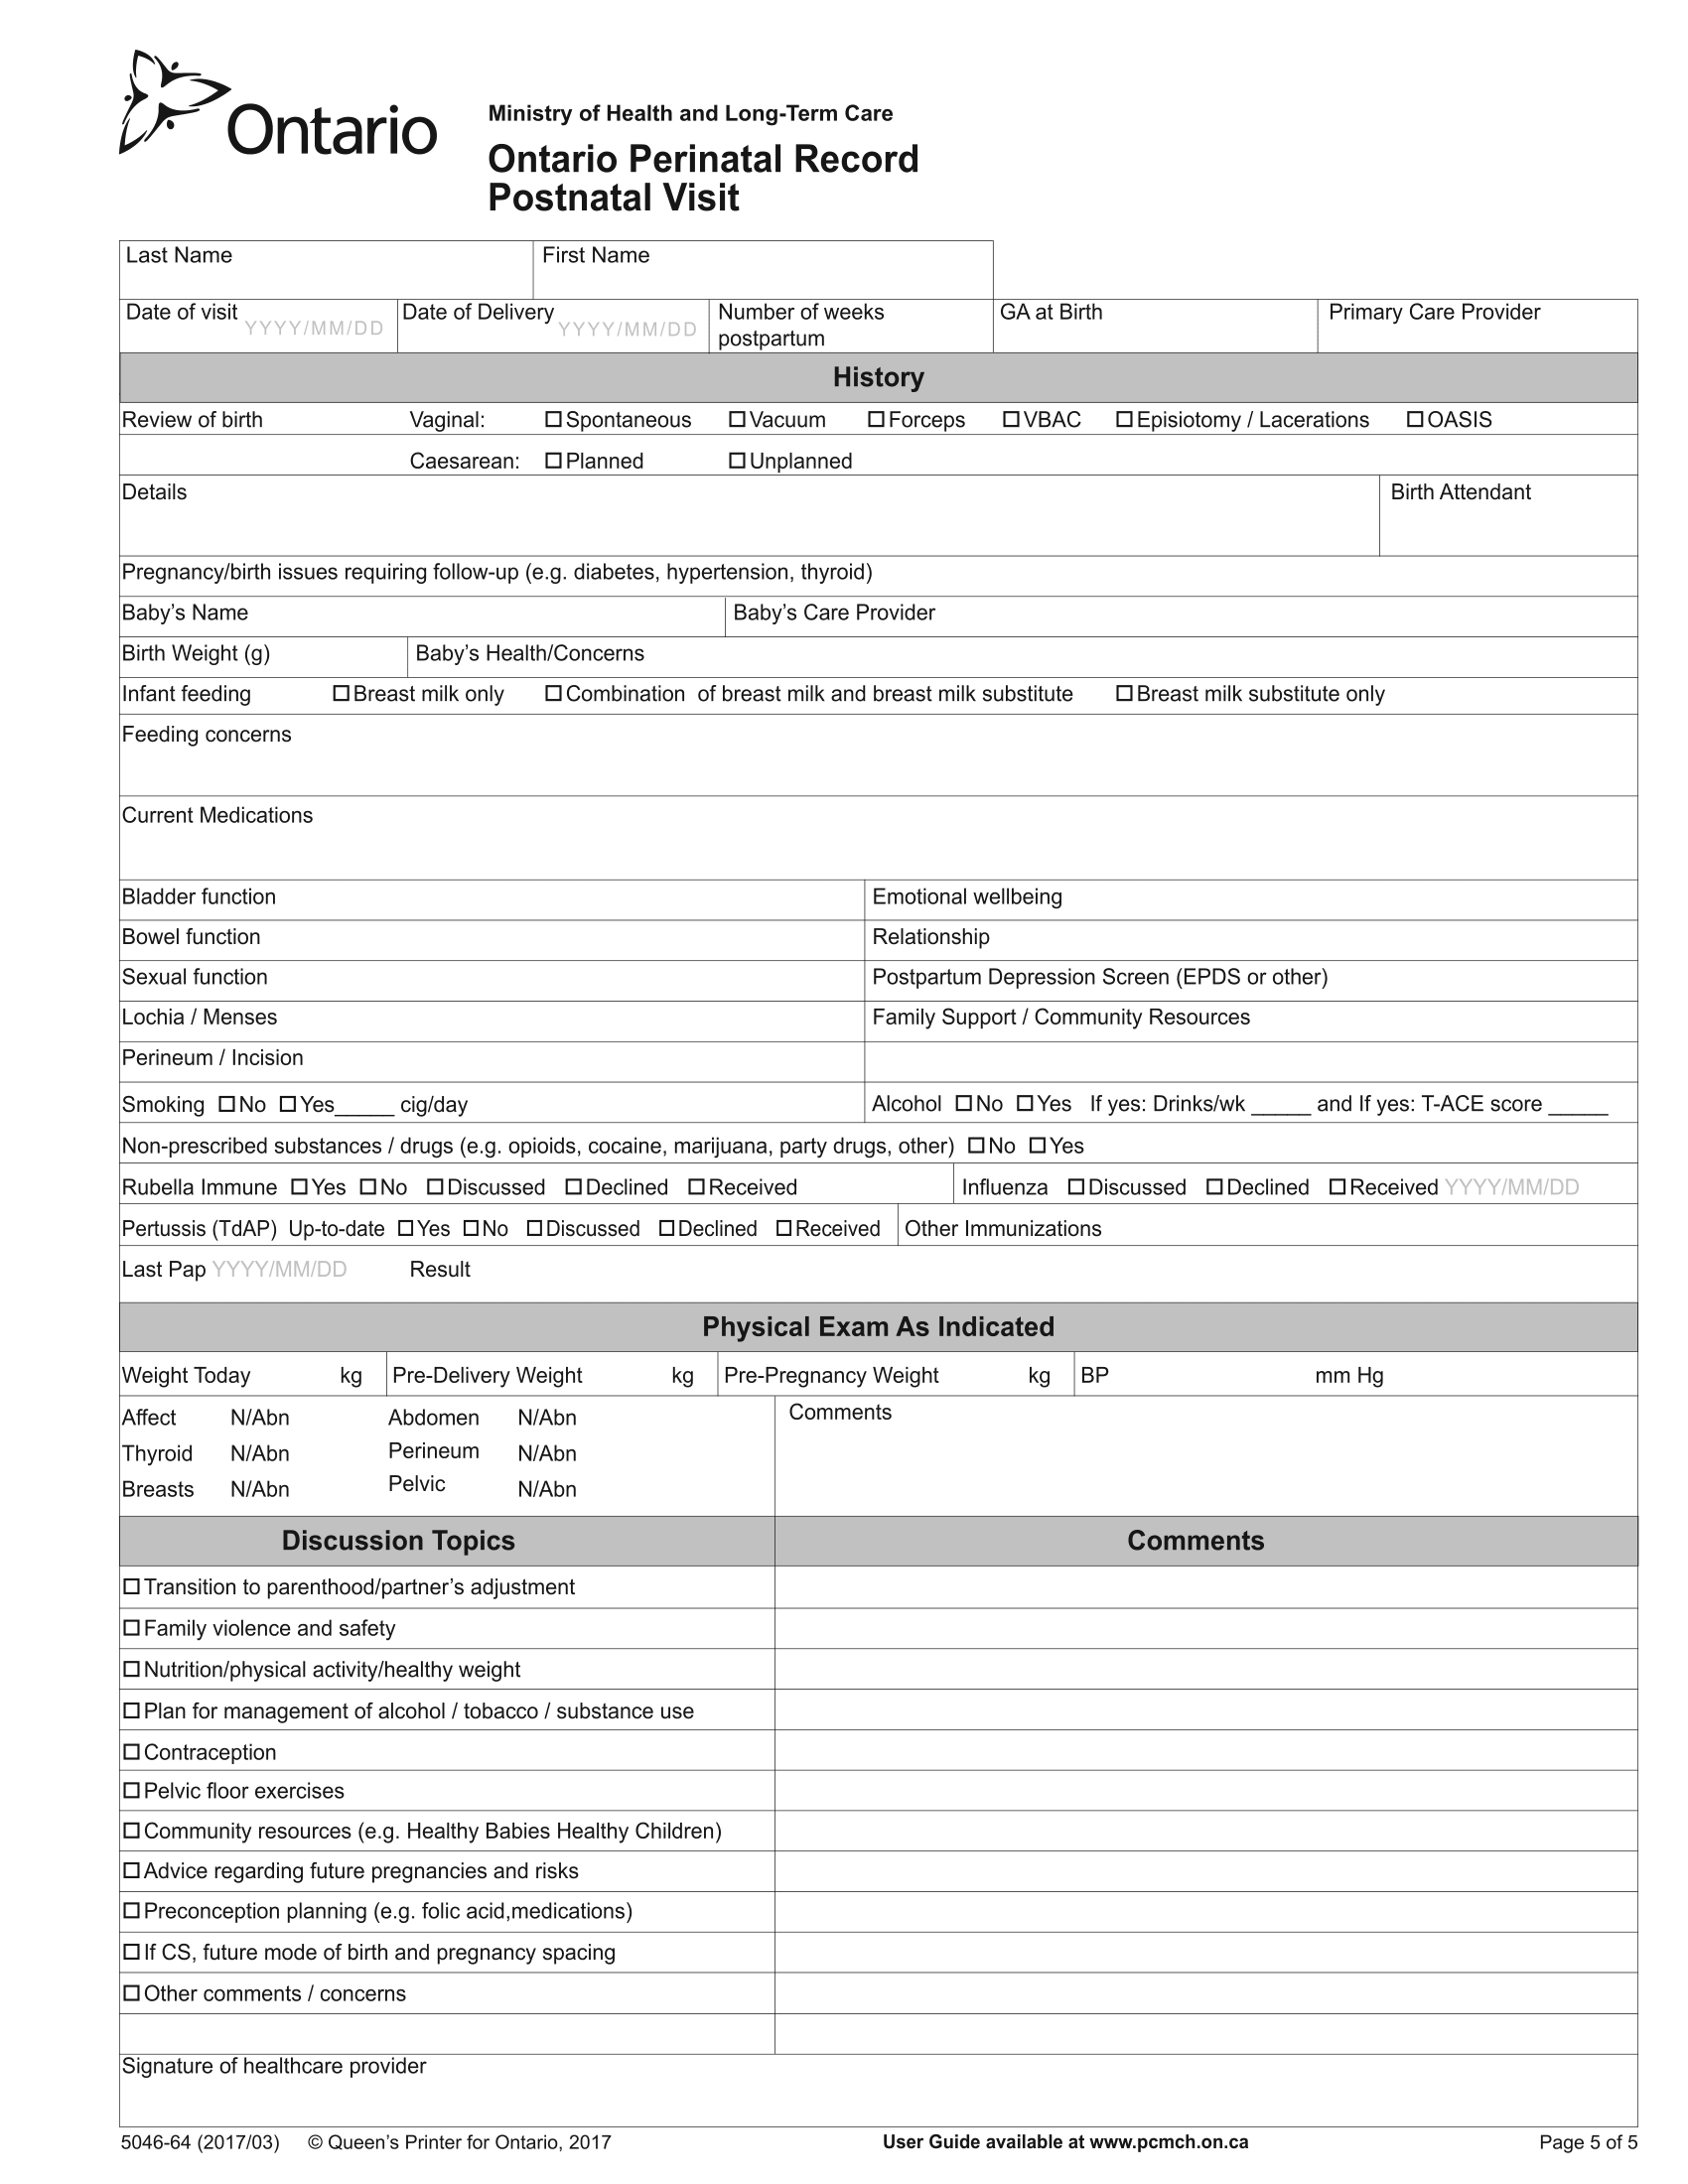 Ontario
Ministry of Health and Long-Term Care
Ontario Perinatal Record
Postnatal Visit
Last Name First Name
Date of visit YYYY/MM/DD Date of Delivery YYYY/MM/DD Number of weeks postpartum GA at Birth Primary Care Provider
History
Review of birth Vaginal: ☐ Spontaneous ☐ Vacuum ☐ Forceps ☐ VBAC ☐ Episiotomy / Lacerations ☐ OASIS
Caesarean: ☐ Planned ☐ Unplanned
Details Birth Attendant
Pregnancy/birth issues requiring follow-up (e.g. diabetes, hypertension, thyroid)
Baby’s Name Baby’s Care Provider
Birth Weight (g) Baby’s Health/Concerns
Infant feeding ☐ Breast milk only ☐ Combination of breast milk and breast milk substitute ☐ Breast milk substitute only
Feeding concerns
Current Medications
Bladder function Emotional wellbeing
Bowel function Relationship
Sexual function Postpartum Depression Screen (EPDS or other)
Lochia / Menses Family Support / Community Resources
Perineum / Incision
Smoking ☐ No ☐ Yes_____ cig/day Alcohol ☐ No ☐ Yes If yes: Drinks/wk _____ and If yes: T-ACE score _____
Non-prescribed substances / drugs (e.g. opioids, cocaine, marijuana, party drugs, other) ☐ No ☐ Yes
Rubella Immune ☐ Yes ☐ No ☐ Discussed ☐ Declined ☐ Received Influenza ☐ Discussed ☐ Declined ☐ Received YYYY/MM/DD
Pertussis (TdAP) Up-to-date ☐ Yes ☐ No ☐ Discussed ☐ Declined ☐ Received Other Immunizations
Last Pap YYYY/MM/DD Result
Physical Exam As Indicated
Weight Today kg Pre-Delivery Weight kg Pre-Pregnancy Weight kg BP mm Hg
Affect N/Abn Abdomen N/Abn Comments
Thyroid N/Abn Perineum N/Abn
Breasts N/Abn Pelvic N/Abn
Discussion Topics Comments
☐ Transition to parenthood/partner’s adjustment
☐ Family violence and safety
☐ Nutrition/physical activity/healthy weight
☐ Plan for management of alcohol / tobacco / substance use
☐ Contraception
☐ Pelvic floor exercises
☐ Community resources (e.g. Healthy Babies Healthy Children)
☐ Advice regarding future pregnancies and risks
☐ Preconception planning (e.g. folic acid,medications)
☐ If CS, future mode of birth and pregnancy spacing
☐ Other comments / concerns
Signature of healthcare provider
5046-64 (2017/03) © Queen’s Printer for Ontario, 2017 User Guide available at www.pcmch.on.ca Page 5 of 5